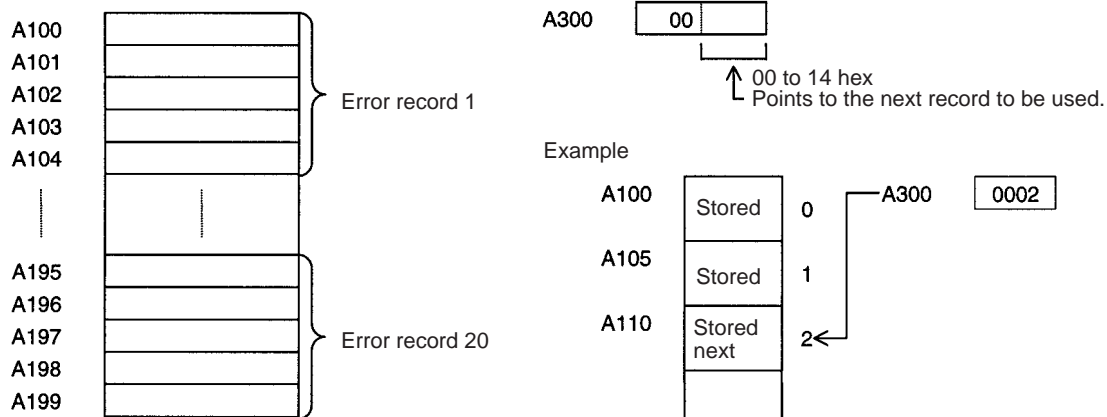 A100
A101
A102
A103
A104
Error record 1
A195
A196
A197
A198
A199
Error record 20
A300 00
00 to 14 hex
Points to the next record to be used.
Example
A100 Stored 0 A300 0002
A105 Stored 1
A110 Stored next 2